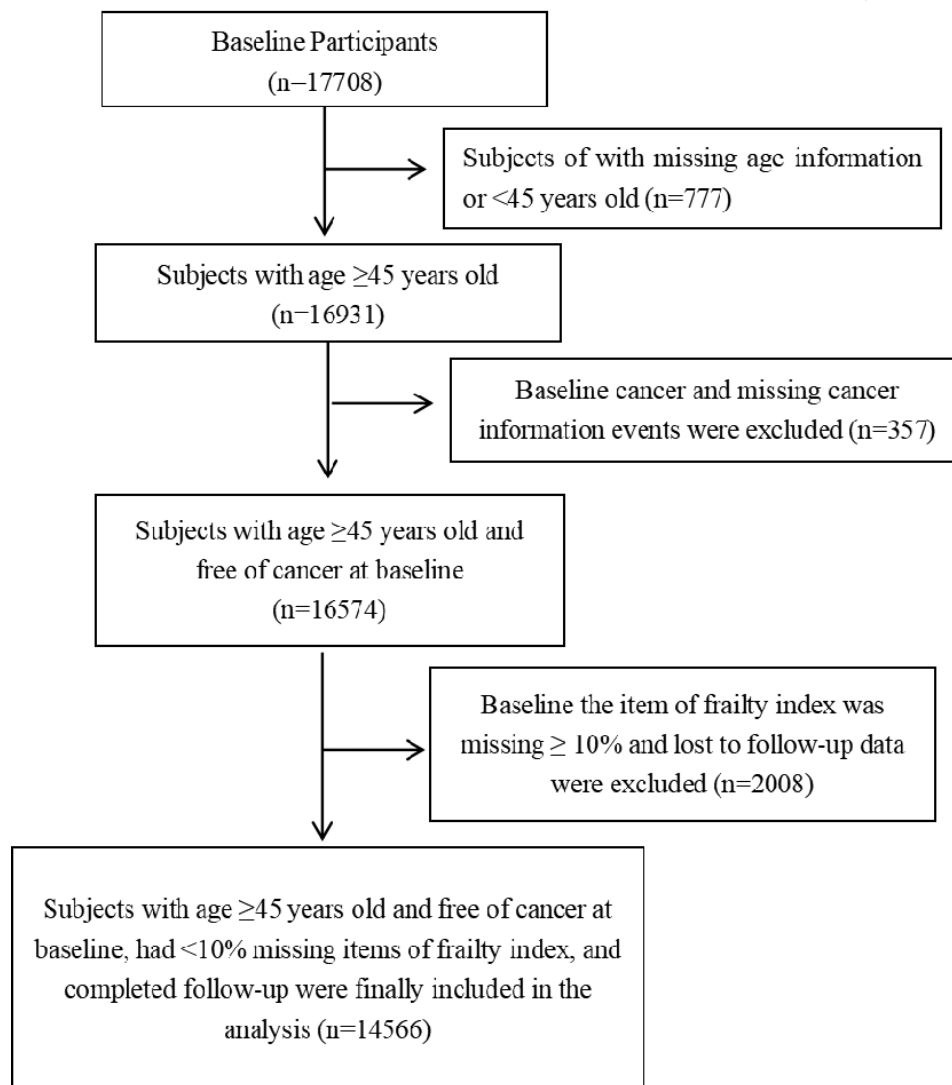 Baseline Participants
(n–17708)
Subjects of with missing age information
or <45 years old (n=777)
Subjects with age ≥45 years old
(n−16931)
Baseline cancer and missing cancer
information events were excluded (n=357)
Subjects with age ≥45 years old and
free of cancer at baseline
(n=16574)
Baseline the item of frailty index was
missing ≥ 10% and lost to follow-up data
were excluded (n=2008)
Subjects with age ≥45 years old and free of cancer at
baseline, had <10% missing items of frailty index, and
completed follow-up were finally included in the
analysis (n=14566)